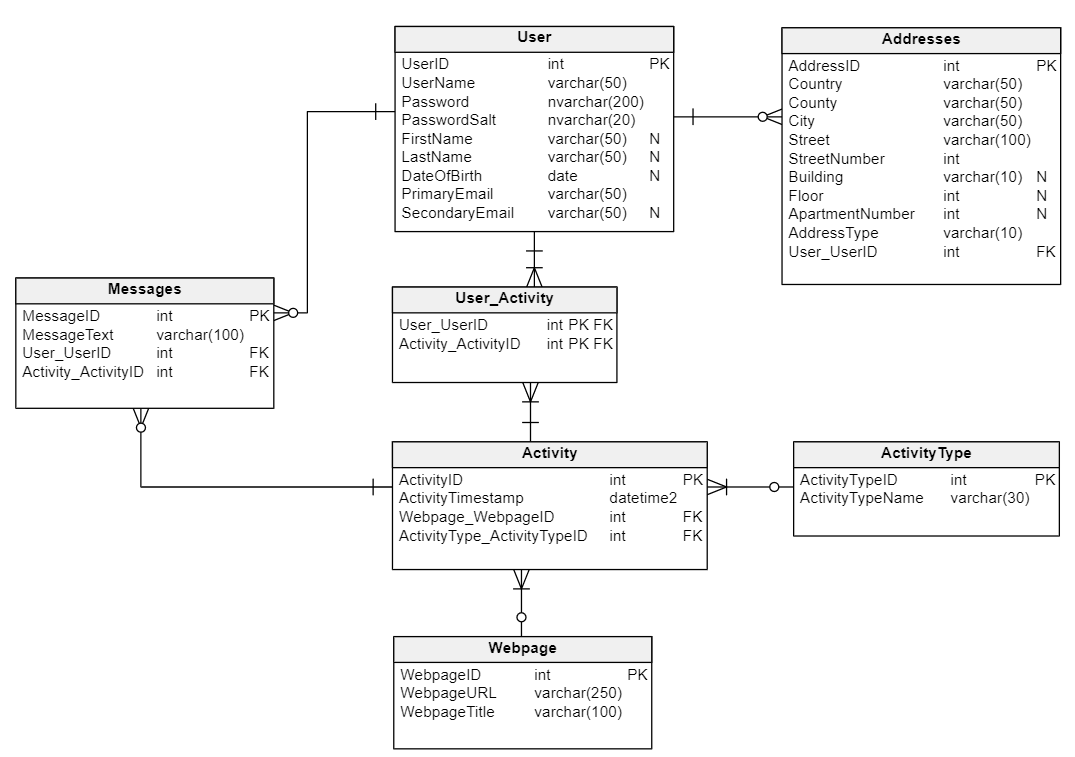 User
UserID int PK
UserName varchar(50)
Password nvarchar(200)
PasswordSalt nvarchar(20)
FirstName varchar(50) N
LastName varchar(50) N
DateOfBirth date N
PrimaryEmail varchar(50)
SecondaryEmail varchar(50) N
Addresses
AddressID int PK
Country varchar(50)
County varchar(50)
City varchar(50)
Street varchar(100)
StreetNumber int
Building varchar(10) N
Floor int N
ApartmentNumber int N
AddressType varchar(10)
User_UserID int FK
Messages
MessageID int PK
MessageText varchar(100)
User_UserID int FK
Activity_ActivityID int FK
User_Activity
User_UserID int PK FK
Activity_ActivityID int PK FK
Activity
ActivityID int PK
ActivityTimestamp datetime2
Webpage_WebpageID int FK
ActivityType_ActivityTypeID int FK
ActivityType
ActivityTypeID int PK
ActivityTypeName varchar(30)
Webpage
WebpageID int PK
WebpageURL varchar(250)
WebpageTitle varchar(100)